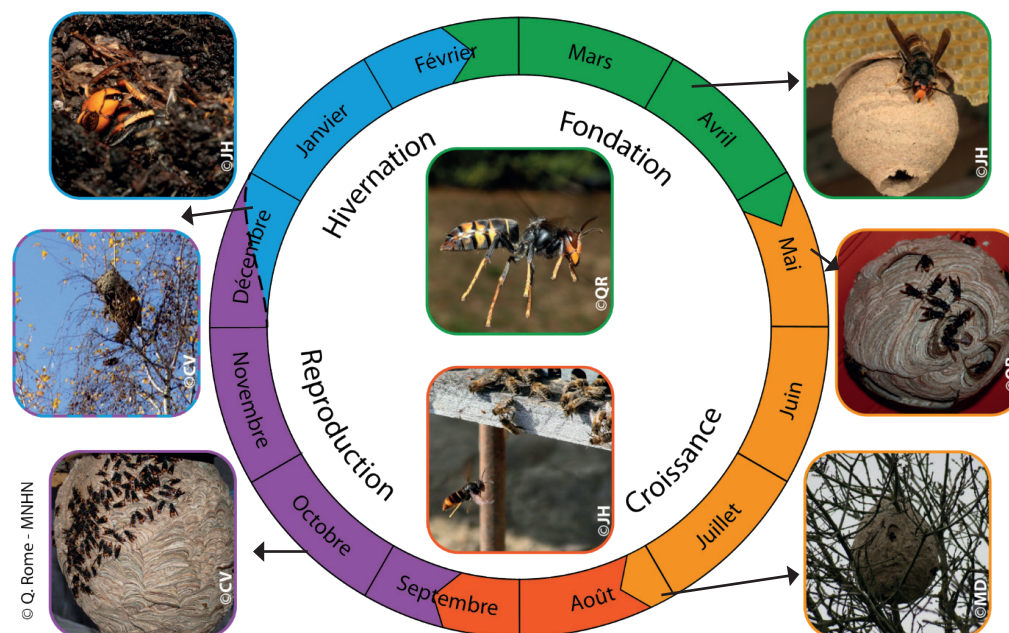 Janvier
Février
Mars
Avril
Mai
Juin
Juillet
Août
Septembre
Octobre
Novembre
Décembre
Hivernation
Fondation
Croissance
Reproduction
©JH
©JH
©QR
©CV
©JH
©CV
©MD
© Q. Rome - MNHN